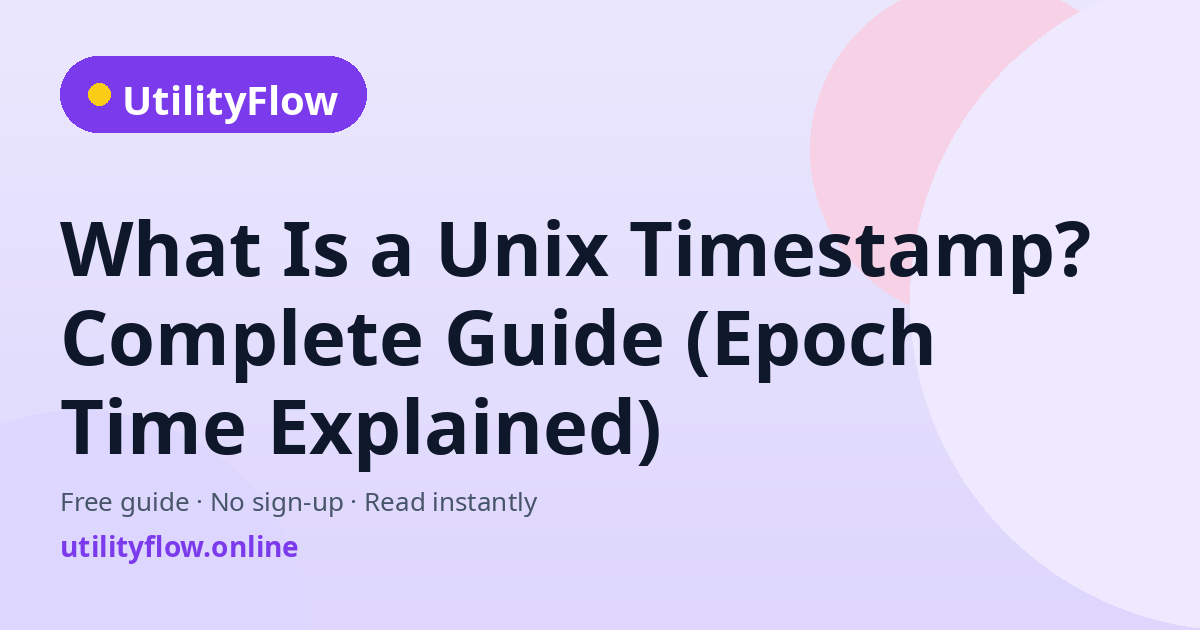 UtilityFlow
What Is a Unix Timestamp?
Complete Guide (Epoch
Time Explained)
Free guide · No sign-up · Read instantly
utilityflow.online